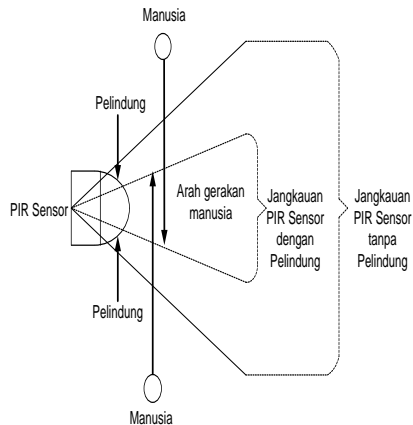 Manusia
Pelindung
PIR Sensor
Arah gerakan
manusia
Jangkauan
PIR Sensor
dengan
Pelindung
Jangkauan
PIR Sensor
tanpa
Pelindung
Pelindung
Manusia